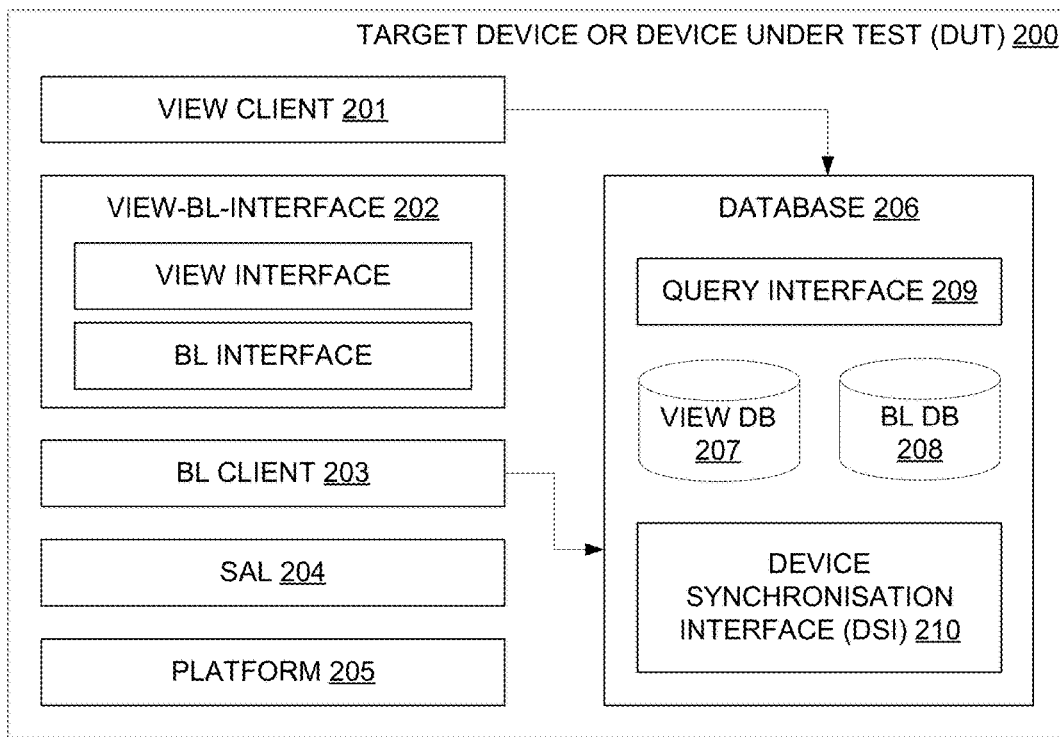 TARGET DEVICE OR DEVICE UNDER TEST (DUT) 200
VIEW CLIENT 201
VIEW-BL-INTERFACE 202
VIEW INTERFACE
BL INTERFACE
BL CLIENT 203
SAL 204
PLATFORM 205
DATABASE 206
QUERY INTERFACE 209
VIEW DB
207
BL DB
208
DEVICE
SYNCHRONISATION
INTERFACE (DSI) 210